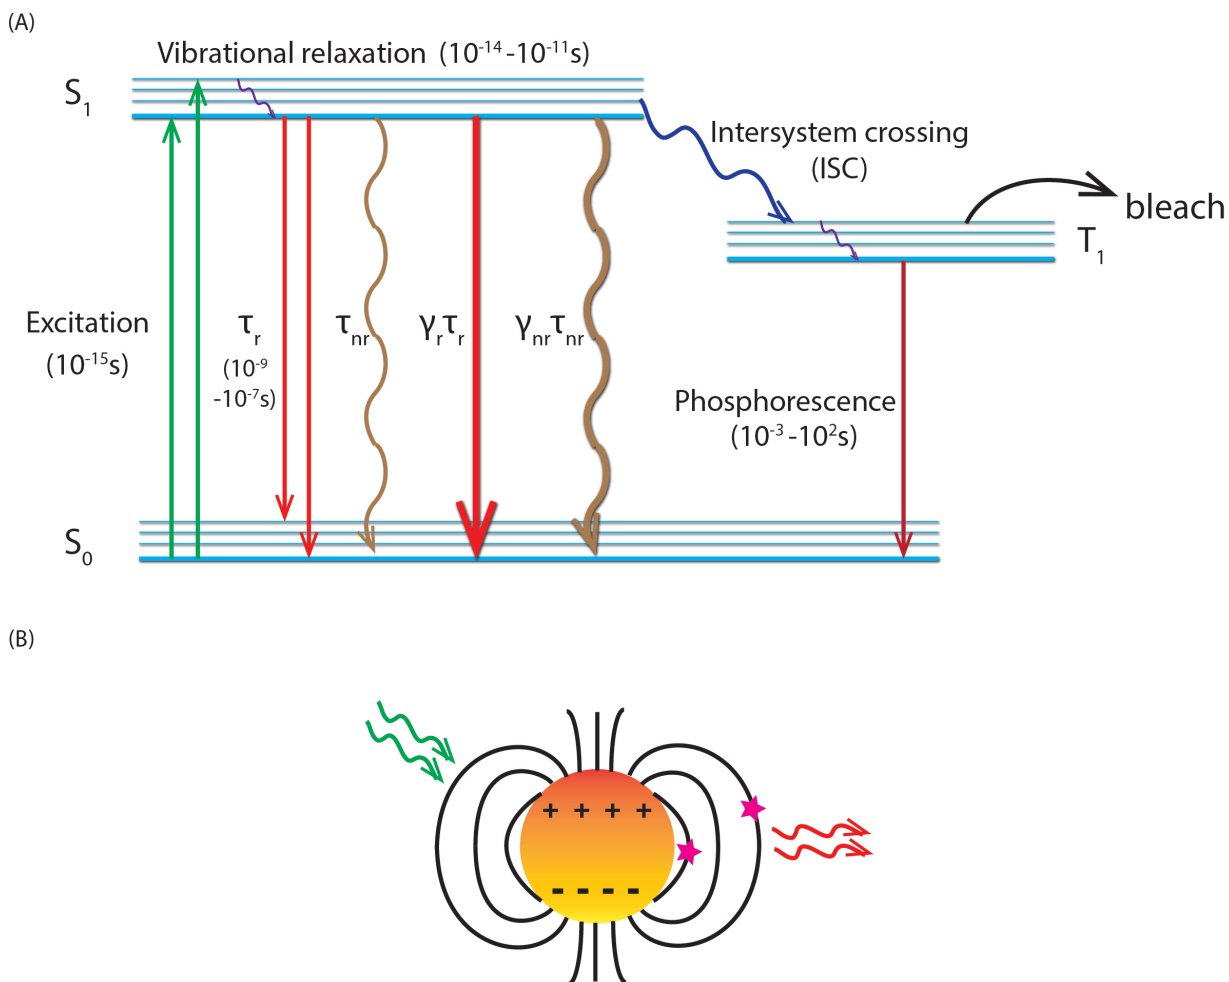 (A)
Vibrational relaxation (10⁻¹⁴-10⁻¹¹s)
S₁
Intersystem crossing
(ISC)
bleach
T₁
Excitation
(10⁻¹⁵s)
τᵣ
(10⁻⁹
-10⁻⁷s)
τₙᵣ
γᵣτᵣ
γₙᵣτₙᵣ
Phosphorescence
(10⁻³-10²s)
S₀
(B)
+ + + +
- - - -